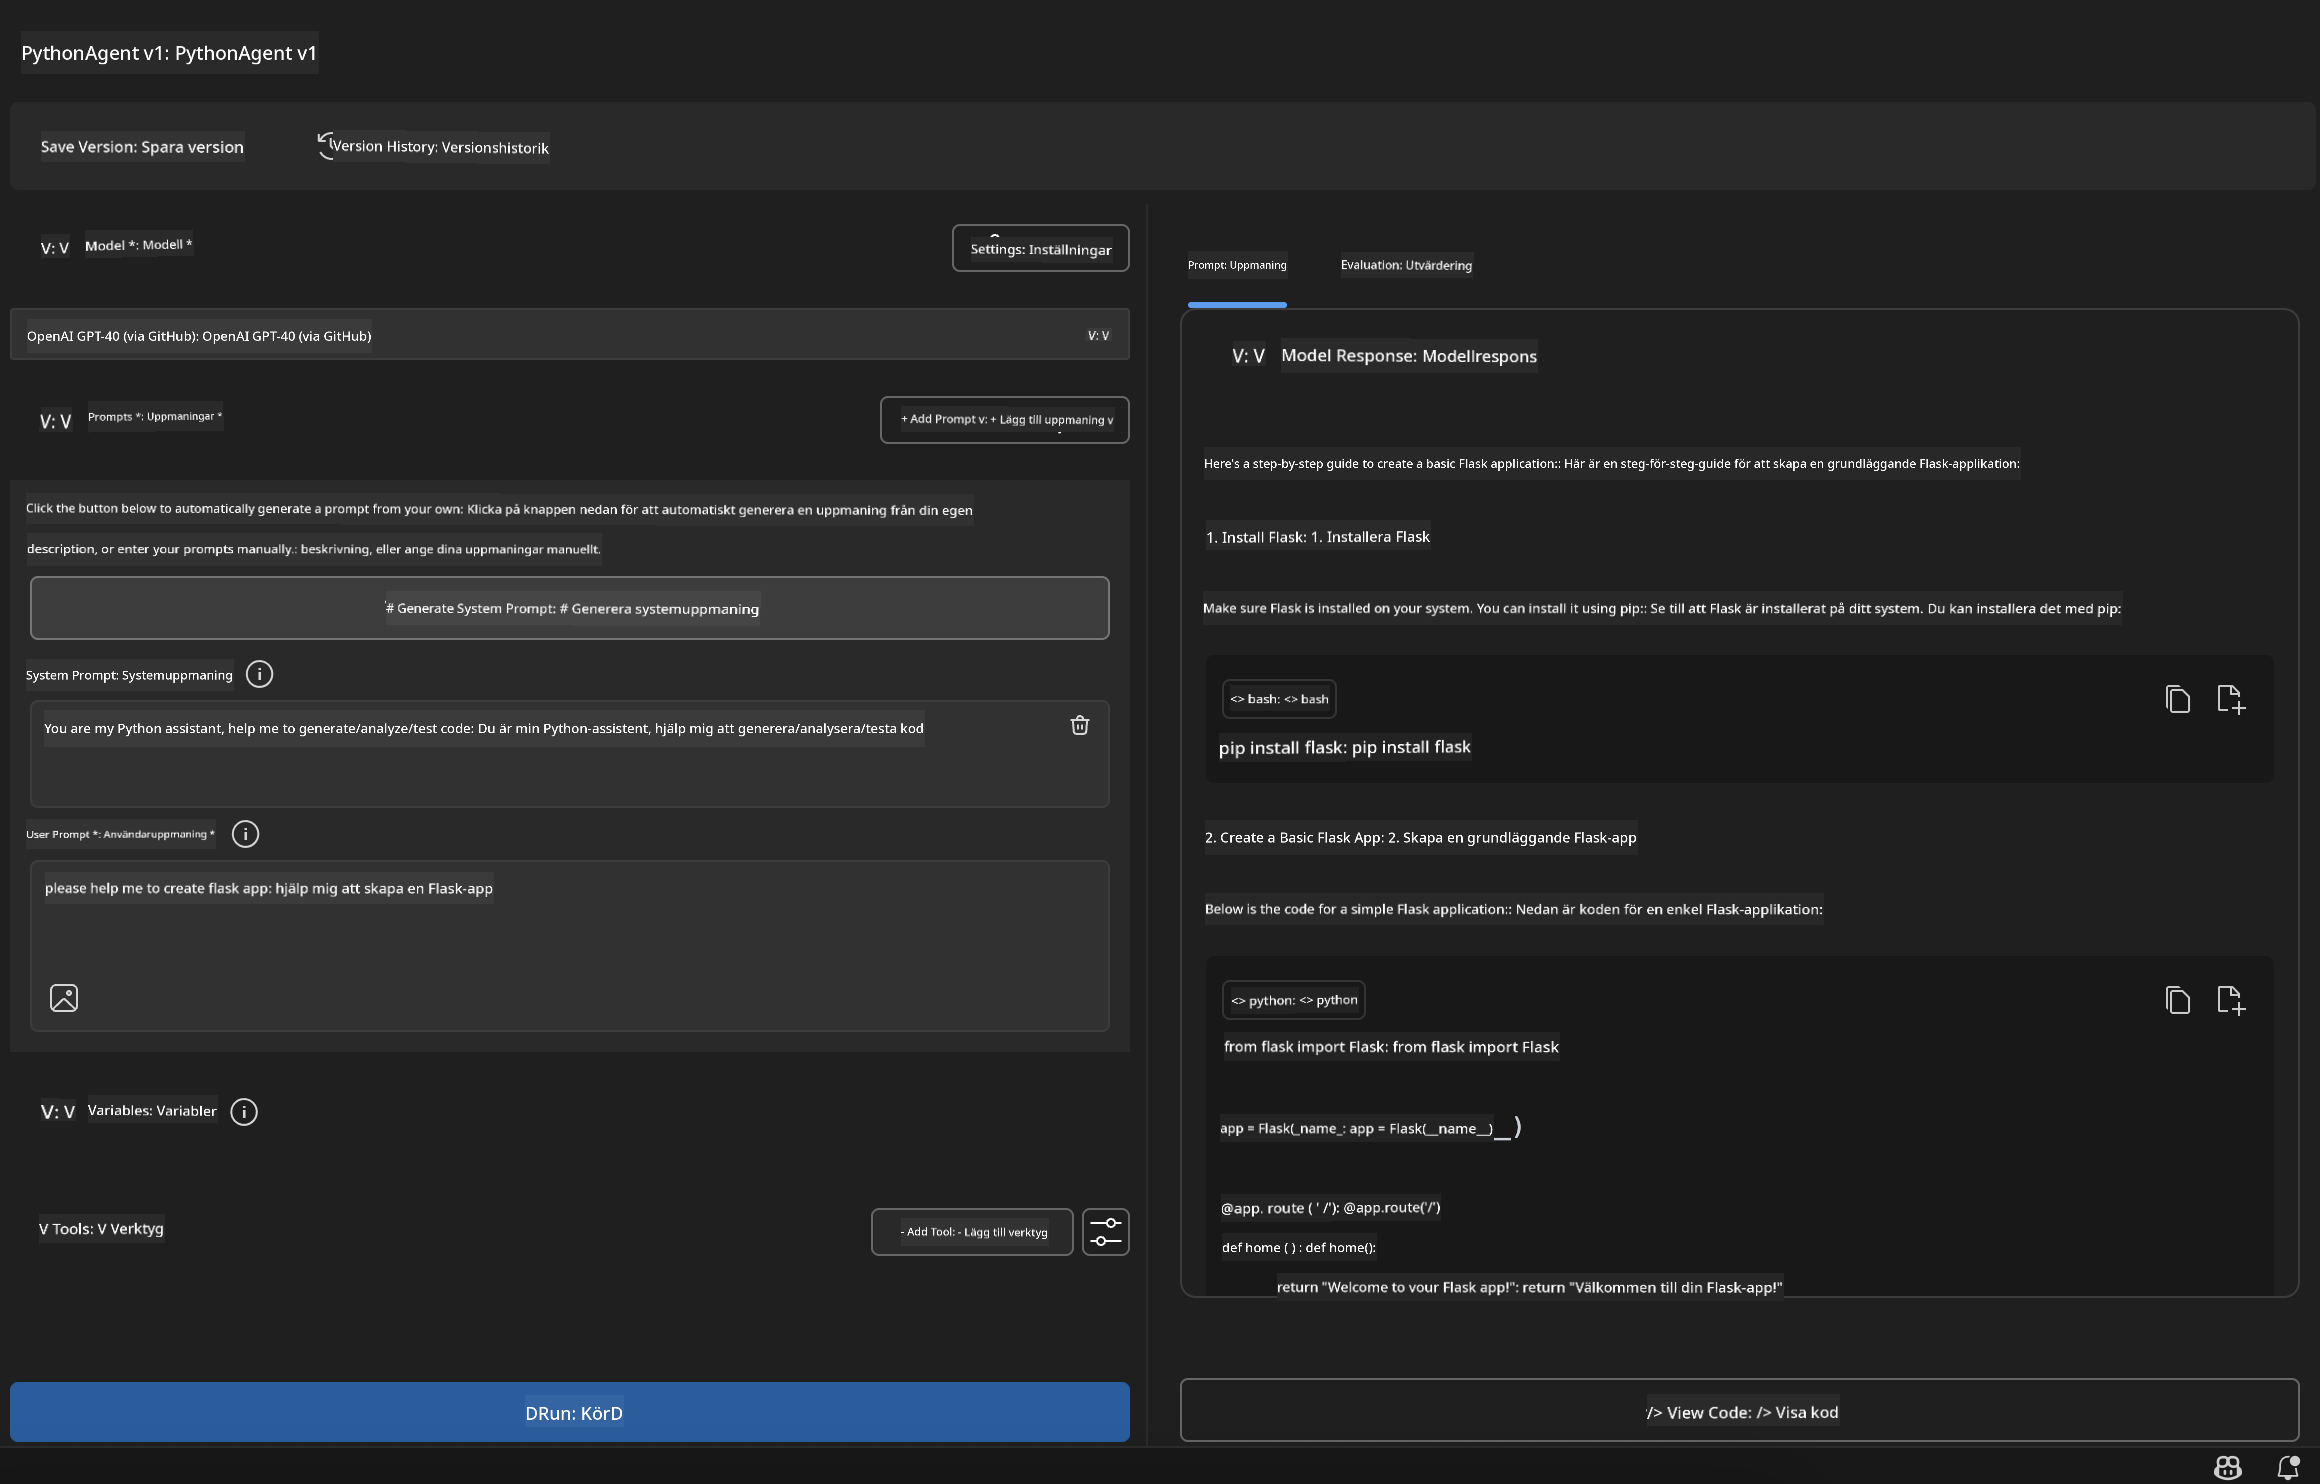 PythonAgent v1: PythonAgent v1
Save Version: Spara version
Version History: Versionshistorik
V: V Model *: Modell *
Settings: Inställningar
OpenAI GPT-40 (via GitHub): OpenAI GPT-40 (via GitHub)
V: V
V: V Prompts *: Uppmaningar *
+ Add Prompt v: + Lägg till uppmaning v
Click the button below to automatically generate a prompt from your own: Klicka på knappen nedan för att automatiskt generera en uppmaning från din egen
description, or enter your prompts manually.: beskrivning, eller ange dina uppmaningar manuellt.
# Generate System Prompt: # Generera systemuppmaning
System Prompt: Systemuppmaning
You are my Python assistant, help me to generate/analyze/test code: Du är min Python-assistent, hjälp mig att generera/analysera/testa kod
User Prompt *: Användaruppmaning *
please help me to create flask app: hjälp mig att skapa en Flask-app
V: V Variables: Variabler
V Tools: V Verktyg
- Add Tool: - Lägg till verktyg
DRun: KörD
Prompt: Uppmaning
Evaluation: Utvärdering
V: V Model Response: Modellrespons
Here's a step-by-step guide to create a basic Flask application:: Här är en steg-för-steg-guide för att skapa en grundläggande Flask-applikation:
1. Install Flask: 1. Installera Flask
Make sure Flask is installed on your system. You can install it using pip:: Se till att Flask är installerat på ditt system. Du kan installera det med pip:
<> bash: <> bash
pip install flask: pip install flask
2. Create a Basic Flask App: 2. Skapa en grundläggande Flask-app
Below is the code for a simple Flask application:: Nedan är koden för en enkel Flask-applikation:
<> python: <> python
from flask import Flask: from flask import Flask
app = Flask(_name_: app = Flask(__name__)_)
@app. route ( ' /'): @app.route('/')
def home ( ) : def home():
return "Welcome to your Flask app!": return "Välkommen till din Flask-app!"
/> View Code: /> Visa kod